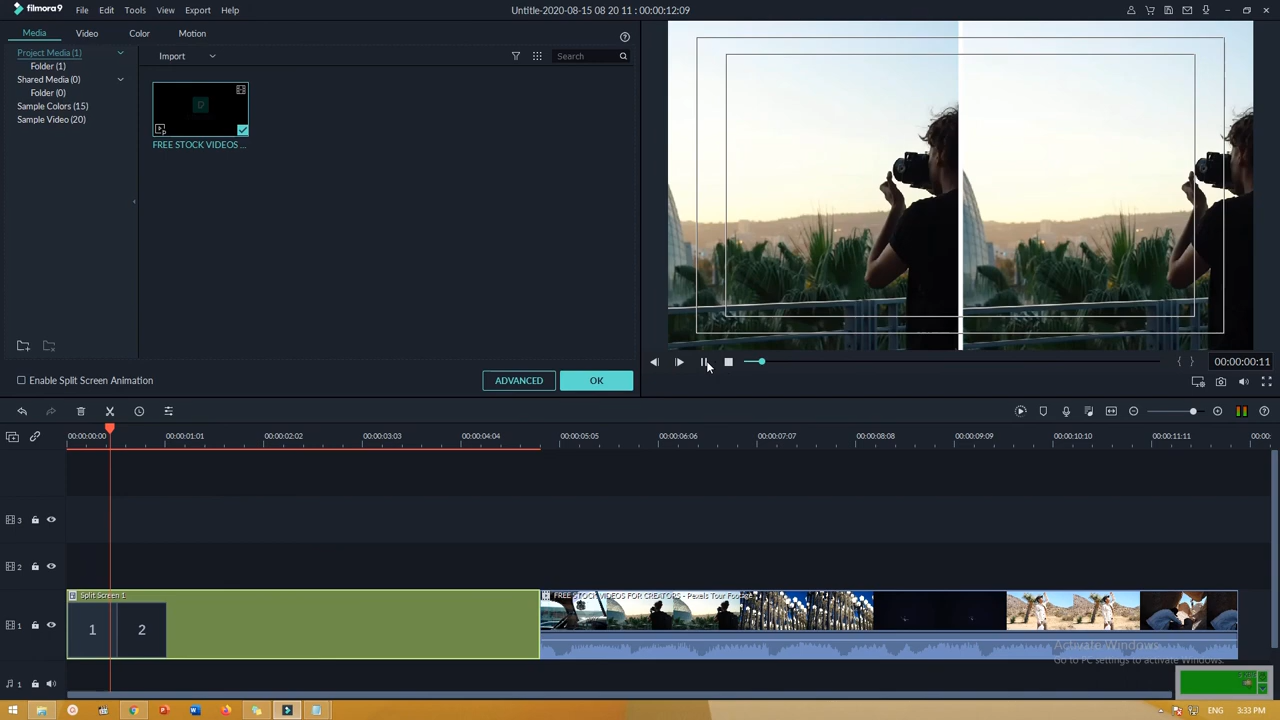 filmora9 File Edit Tools View Export Help Untitle-2020-08-15 08 20 11 : 00:00:12:09
Media Video Color Motion
Project Media (1)
Folder (1)
Shared Media (0)
Folder (0)
Sample Colors (15)
Sample Video (20)
Import
Search
FREE STOCK VIDEOS ...
Enable Split Screen Animation
ADVANCED
OK
00:00:00:11
00:00:00:00 00:00:01:01 00:00:02:02 00:00:03:03 00:00:04:04 00:00:05:05 00:00:06:06 00:00:07:07 00:00:08:08 00:00:09:09 00:00:10:10 00:00:11:11 00:00:
3
2
Split Screen 1
1 2
FREE STOCK VIDEOS FOR CREATORS - Pexels Tour Footage
1
Activate Windows
Go to PC settings to activate Windows.
1
ENG 3:33 PM